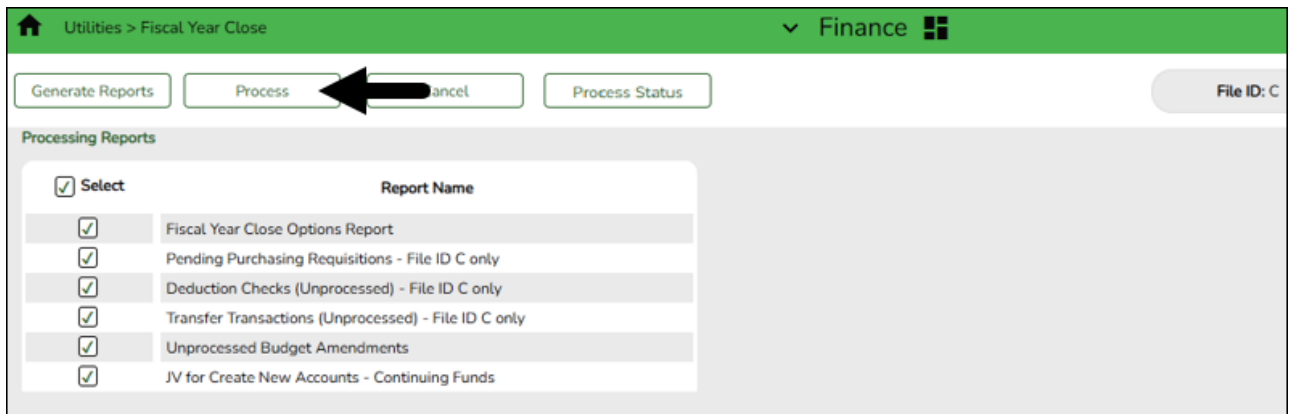 Utilities > Fiscal Year Close
Finance
Generate Reports
Process
ancel
Process Status
File ID: C
Processing Reports
Select
Report Name
Fiscal Year Close Options Report
Pending Purchasing Requisitions - File ID C only
Deduction Checks (Unprocessed) - File ID C only
Transfer Transactions (Unprocessed) - File ID C only
Unprocessed Budget Amendments
JV for Create New Accounts - Continuing Funds